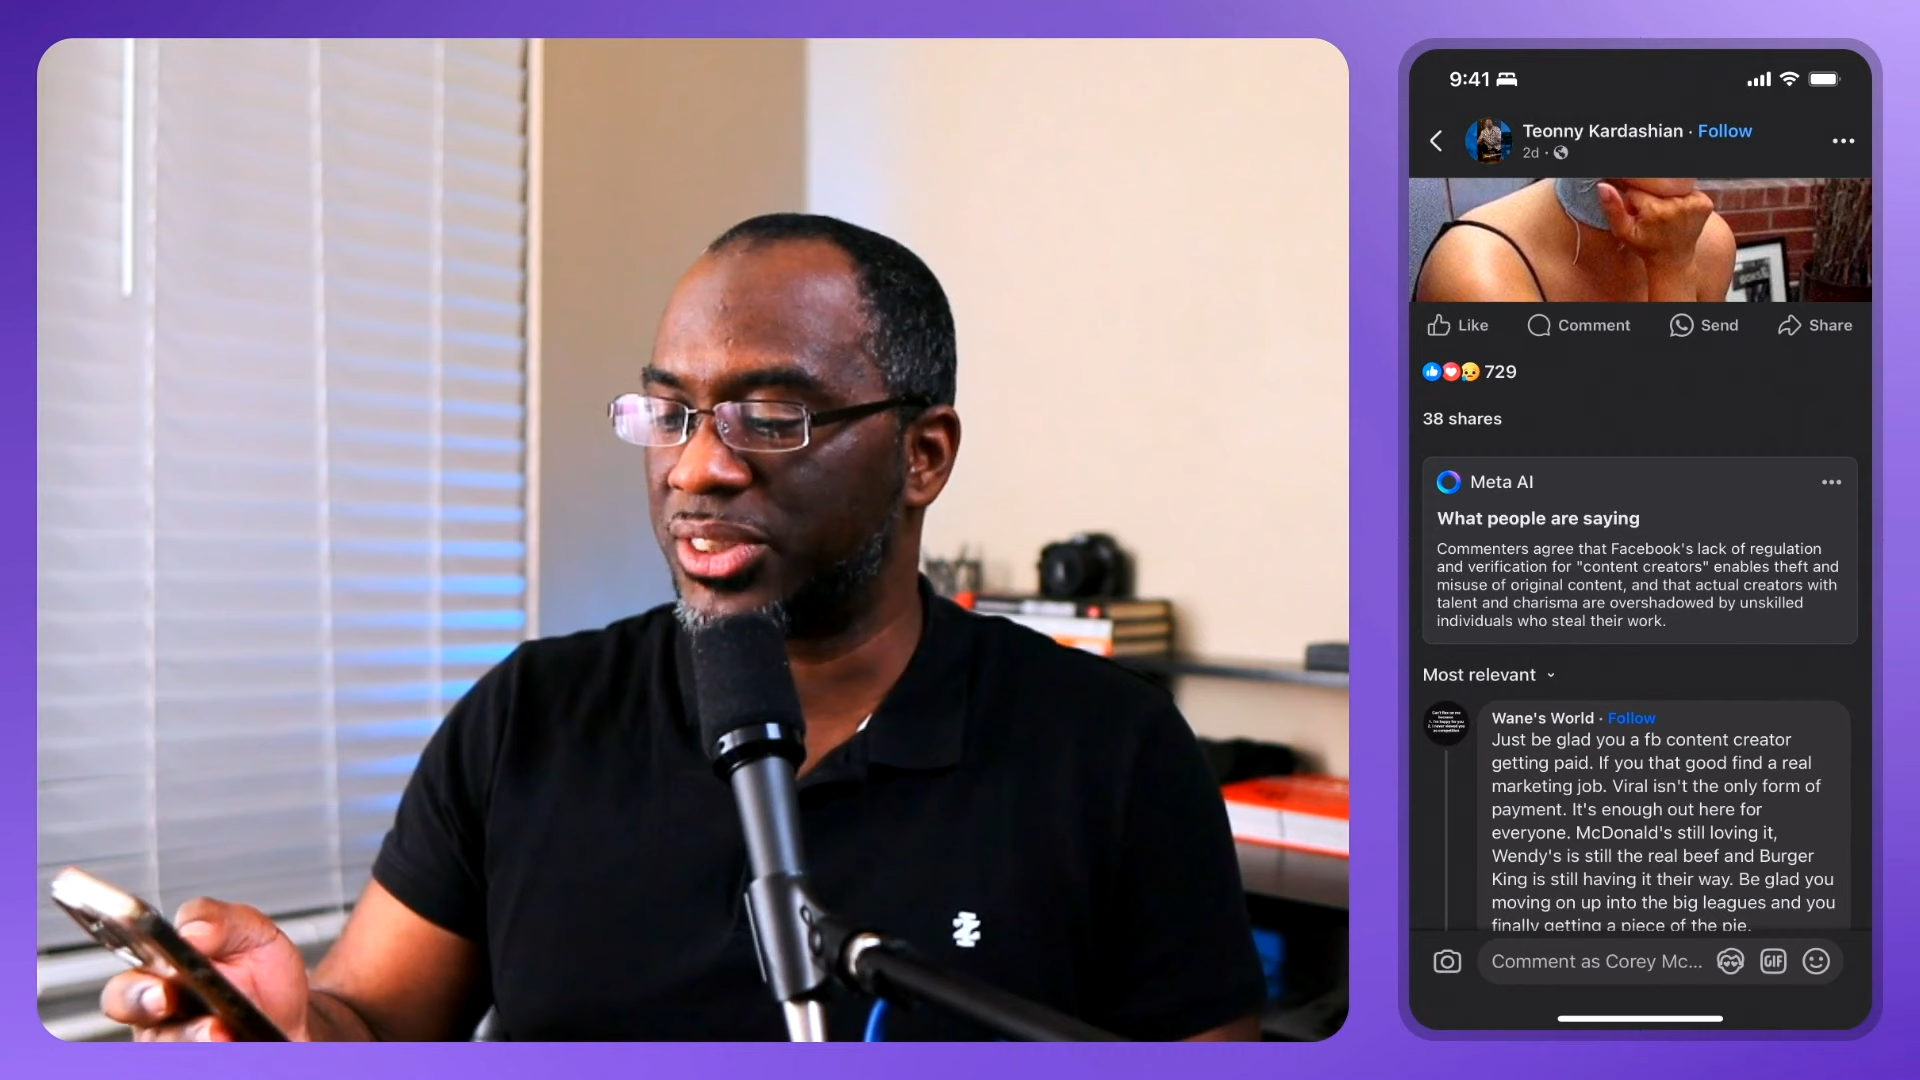 9:41
Teonny Kardashian · Follow
2d ·
Like
Comment
Send
Share
729
38 shares
Meta AI
What people are saying
Commenters agree that Facebook's lack of regulation
and verification for "content creators" enables theft and
misuse of original content, and that actual creators with
talent and charisma are overshadowed by unskilled
individuals who steal their work.
Most relevant
Wane's World · Follow
Just be glad you a fb content creator
getting paid. If you that good find a real
marketing job. Viral isn't the only form of
payment. It's enough out here for
everyone. McDonald's still loving it,
Wendy's is still the real beef and Burger
King is still having it their way. Be glad you
moving on up into the big leagues and you
finally getting a piece of the pie.
Comment as Corey Mc...
GIF